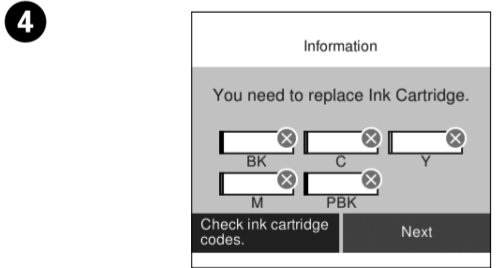 4
Information
You need to replace Ink Cartridge.
BK C Y
M PBK
Check ink cartridge
codes.
Next